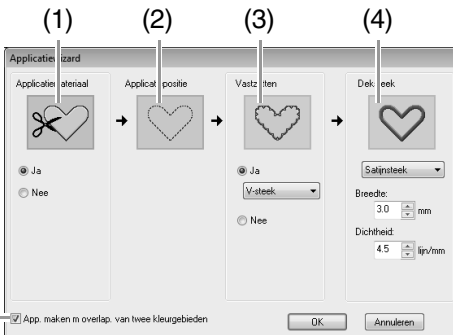 (1) (2) (3) (4)
Applicatiewizard
Applicatiemateriaal Applicatiepositie Vastzetten Deksteek
Ja
Nee
Ja
V-steek
Nee
Satijnsteek
Breedte:
3.0 mm
Dichtheid:
4.5 lijn/mm
App. maken m overlap. van twee kleurgebieden
OK Annuleren